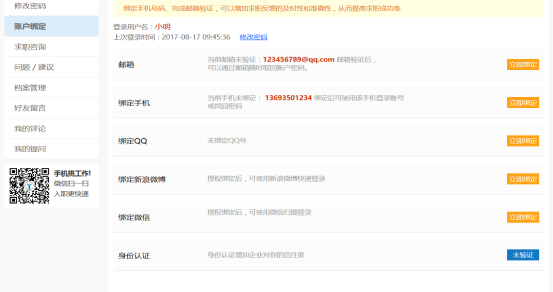 修改密码
账户绑定
求职咨询
问题 / 建议
档案管理
好友留言
我的评论
我的提问
手机挑工作!
微信扫一扫
入职更快速
绑定手机号码、完成邮箱验证，可以增加求职反馈的及时性和准确性，从而提高求职成功率
登录用户名：小明
上次登录时间：2017-08-17 09:45:36 修改密码
邮箱
当前邮箱未验证：123456789@qq.com 邮箱验证后，
可以通过邮箱随时取回账户密码。
立即绑定
绑定手机
当前手机未绑定： 13693501234 绑定后可使用该手机登录账号
或找回密码
立即绑定
绑定QQ
未绑定QQ号
立即绑定
绑定新浪微博
授权绑定后，可使用新浪微博快速登录
立即绑定
绑定微信
授权绑定后，可使用微信扫描登录
立即绑定
身份认证
身份认证增加企业对你的信任度
未验证